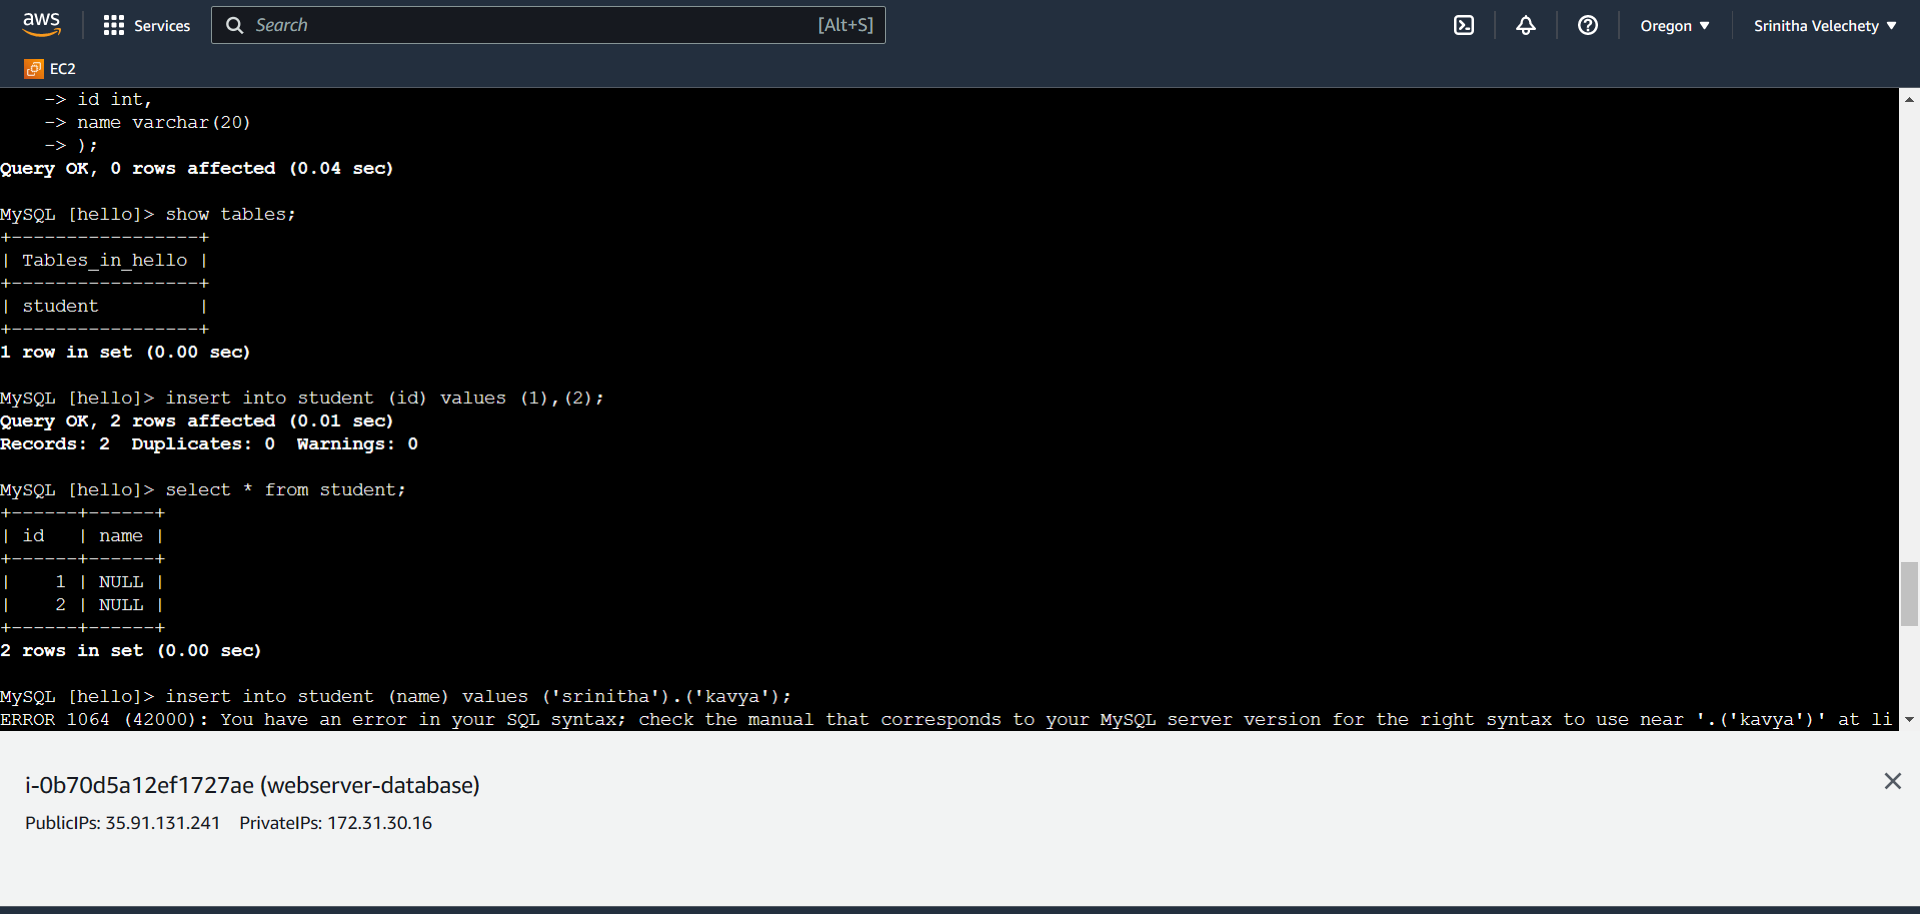 aws
Services
Search
[Alt+S]
Oregon
Srinitha Velechety
EC2
    -> id int,
    -> name varchar(20)
    -> );
Query OK, 0 rows affected (0.04 sec)
MySQL [hello]> show tables;
+-----------------+
| Tables_in_hello |
+-----------------+
| student         |
+-----------------+
1 row in set (0.00 sec)
MySQL [hello]> insert into student (id) values (1),(2);
Query OK, 2 rows affected (0.01 sec)
Records: 2  Duplicates: 0  Warnings: 0
MySQL [hello]> select * from student;
+------+------+
| id   | name |
+------+------+
|    1 | NULL |
|    2 | NULL |
+------+------+
2 rows in set (0.00 sec)
MySQL [hello]> insert into student (name) values ('srinitha').('kavya');
ERROR 1064 (42000): You have an error in your SQL syntax; check the manual that corresponds to your MySQL server version for the right syntax to use near '.('kavya')' at li
i-0b70d5a12ef1727ae (webserver-database)
PublicIPs: 35.91.131.241    PrivateIPs: 172.31.30.16